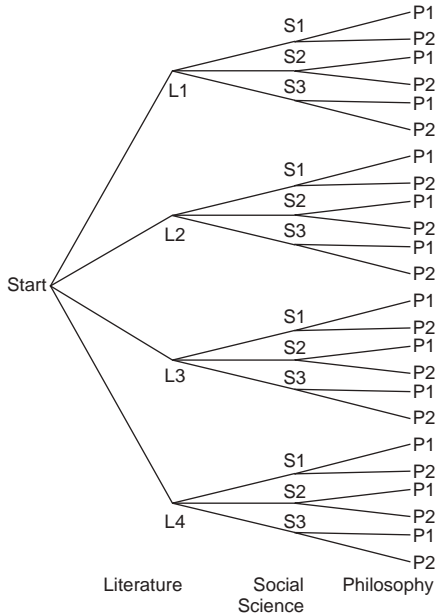 P1
S1
P2
S2
P1
P2
S3
P1
L1
P2
P1
S1
P2
S2
P1
P2
L2
S3
P1
P2
Start
P1
S1
P2
S2
P1
P2
L3
S3
P1
P2
P1
S1
P2
S2
P1
P2
L4
S3
P1
P2
Literature Social Philosophy
Science